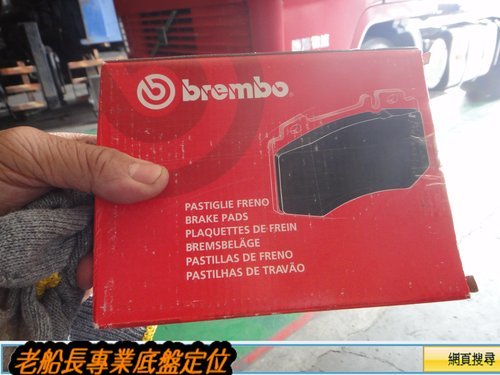 brembo
PASTIGLIE FRENO
BRAKE PADS
PLAQUETTES DE FREIN
BREMSBELÄGE
PASTILLAS DE FRENO
PASTILHAS DE TRAVÃO
老船長專業底盤定位
網頁搜尋